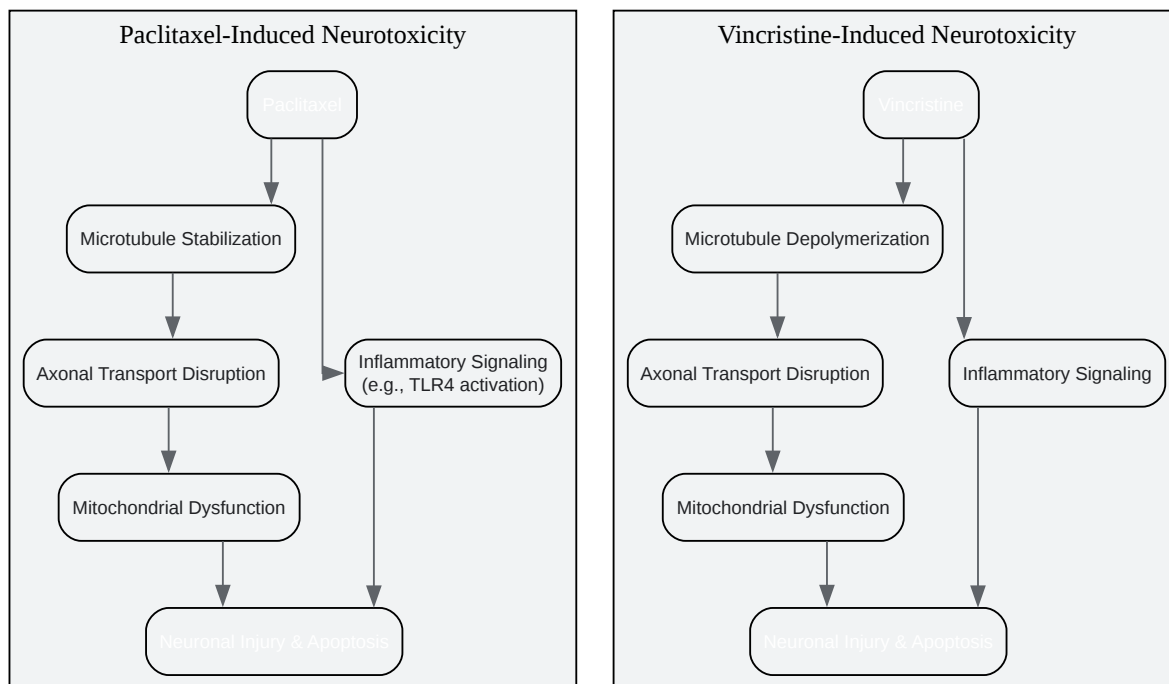 Paclitaxel-Induced Neurotoxicity
Paclitaxel
Microtubule Stabilization
Axonal Transport Disruption
Inflammatory Signaling
(e.g., TLR4 activation)
Mitochondrial Dysfunction
Neuronal Injury & Apoptosis
Vincristine-Induced Neurotoxicity
Vincristine
Microtubule Depolymerization
Axonal Transport Disruption
Inflammatory Signaling
Mitochondrial Dysfunction
Neuronal Injury & Apoptosis